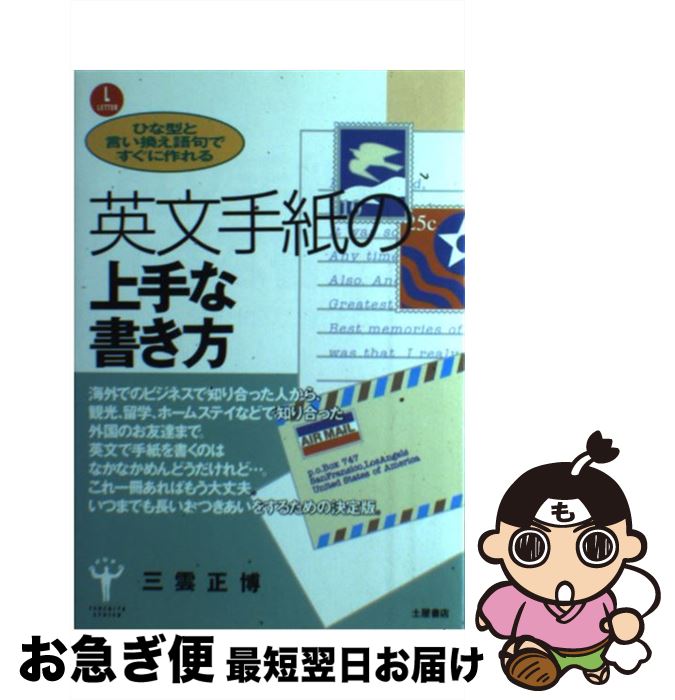 L
LETTER
ひな型と
言い換え語句で
すぐに作れる
英文手紙の
上手な
書き方
25c
Any time
Also. An
Greatest
Best memories of
was that I realy
AIR MAIL
p.o.Box 747
SanFransico,LosAngels
United States of America
海外でのビジネスで知り合った人から、
観光、留学、ホームステイなどで知り合った
外国のお友達まで。
英文で手紙を書くのは
なかなかめんどうだけれど…。
これ一冊あればもう大丈夫。
いつまでも長いおつきあいをするための決定版。
三雲正博
土屋書店
も
お急ぎ便 最短翌日お届け